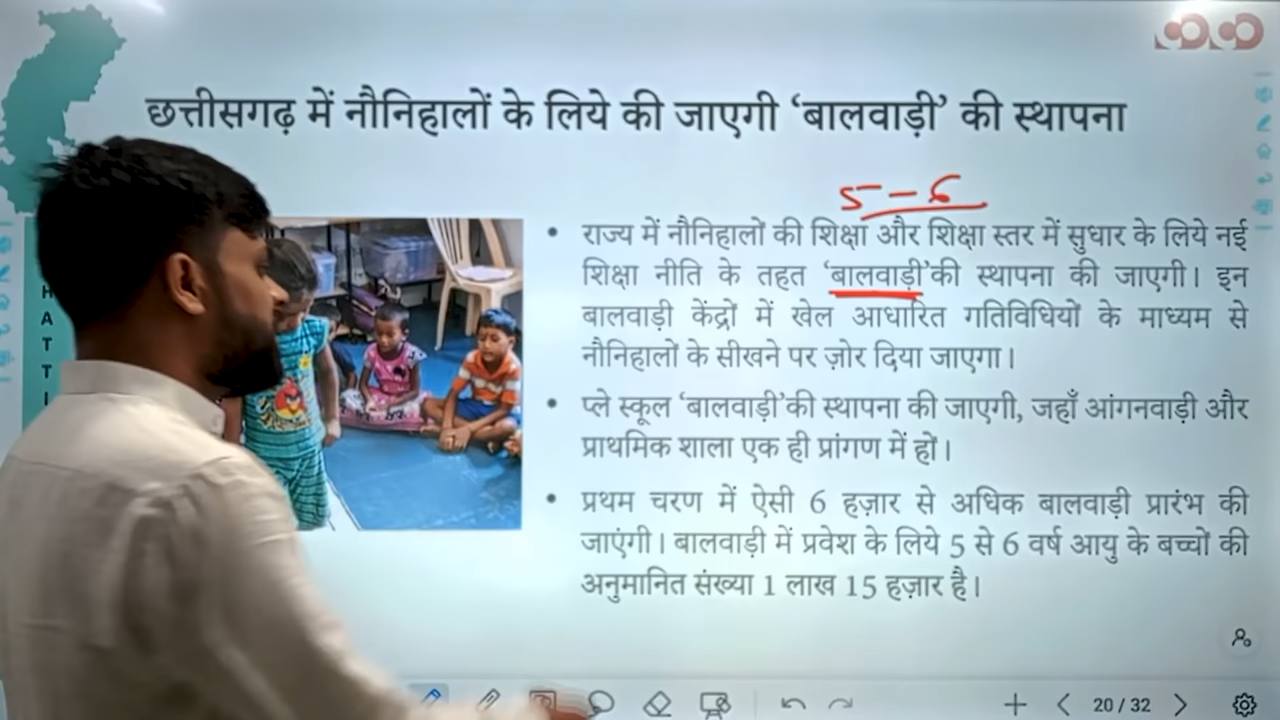 छत्तीसगढ़ में नौनिहालों के लिये की जाएगी ‘बालवाड़ी’ की स्थापना
5 – 6
• राज्य में नौनिहालों की शिक्षा और शिक्षा स्तर में सुधार के लिये नई
शिक्षा नीति के तहत ‘बालवाड़ी’की स्थापना की जाएगी। इन
बालवाड़ी केंद्रों में खेल आधारित गतिविधियों के माध्यम से
नौनिहालों के सीखने पर ज़ोर दिया जाएगा।
• प्ले स्कूल ‘बालवाड़ी’की स्थापना की जाएगी, जहाँ आंगनवाड़ी और
प्राथमिक शाला एक ही प्रांगण में हों।
• प्रथम चरण में ऐसी 6 हज़ार से अधिक बालवाड़ी प्रारंभ की
जाएंगी। बालवाड़ी में प्रवेश के लिये 5 से 6 वर्ष आयु के बच्चों की
अनुमानित संख्या 1 लाख 15 हज़ार है।
H
A
T
T
I
20 / 32